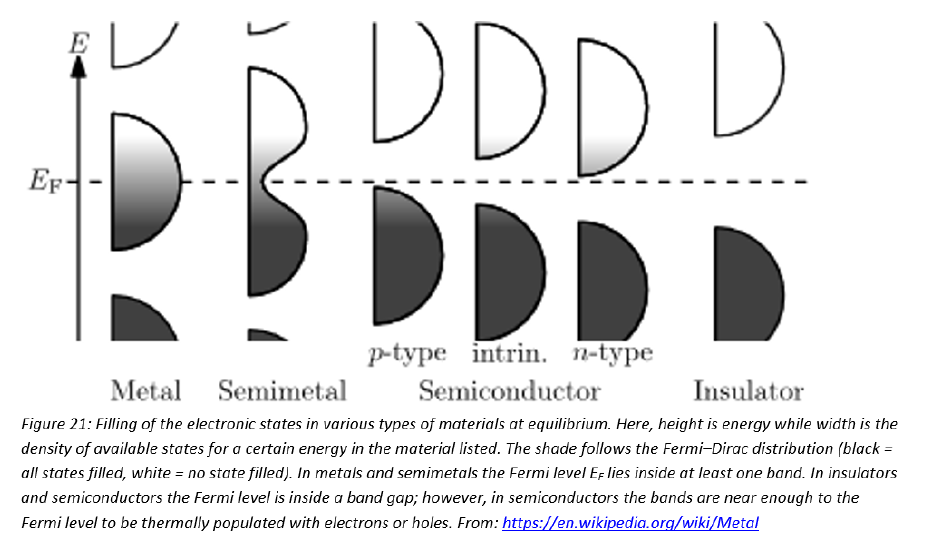 E
E_F
p-type intrin. n-type
Metal Semimetal Semiconductor Insulator
Figure 21: Filling of the electronic states in various types of materials at equilibrium. Here, height is energy while width is the
density of available states for a certain energy in the material listed. The shade follows the Fermi–Dirac distribution (black =
all states filled, white = no state filled). In metals and semimetals the Fermi level E_F lies inside at least one band. In insulators
and semiconductors the Fermi level is inside a band gap; however, in semiconductors the bands are near enough to the
Fermi level to be thermally populated with electrons or holes. From: https://en.wikipedia.org/wiki/Metal